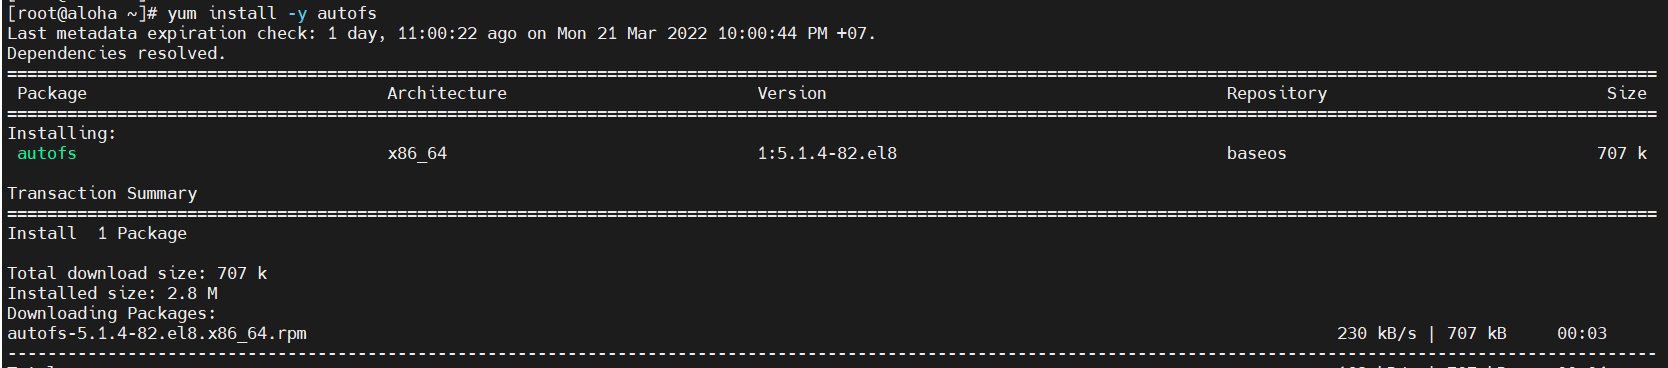 [root@aloha ~]# yum install -y autofs
Last metadata expiration check: 1 day, 11:00:22 ago on Mon 21 Mar 2022 10:00:44 PM +07.
Dependencies resolved.
================================================================================
Package Architecture Version Repository Size
================================================================================
Installing:
autofs x86_64 1:5.1.4-82.el8 baseos 707 k
Transaction Summary
================================================================================
Install 1 Package
Total download size: 707 k
Installed size: 2.8 M
Downloading Packages:
autofs-5.1.4-82.el8.x86_64.rpm 230 kB/s | 707 kB 00:03
--------------------------------------------------------------------------------